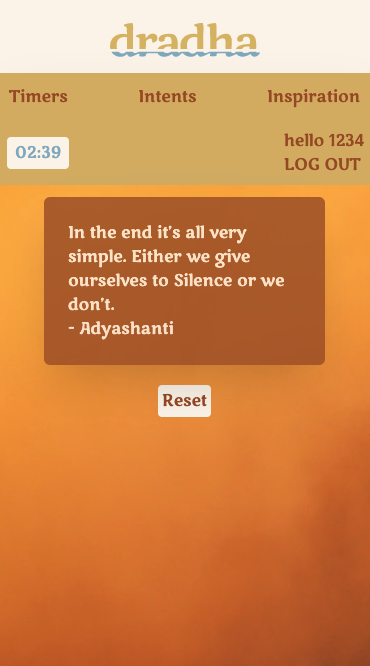 dradha
Timers Intents Inspiration
02:39
hello 1234
LOG OUT
In the end it's all very
simple. Either we give
ourselves to Silence or we
don't.
- Adyashanti
Reset